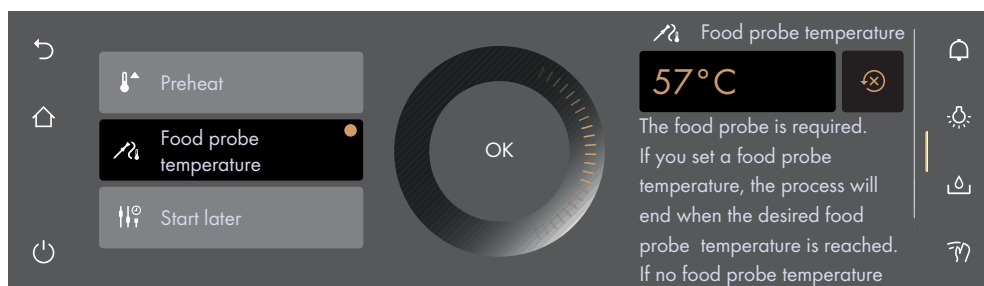 Preheat
Food probe
temperature
Start later
OK
Food probe temperature
57°C
The food probe is required.
If you set a food probe
temperature, the process will
end when the desired food
probe temperature is reached.
If no food probe temperature